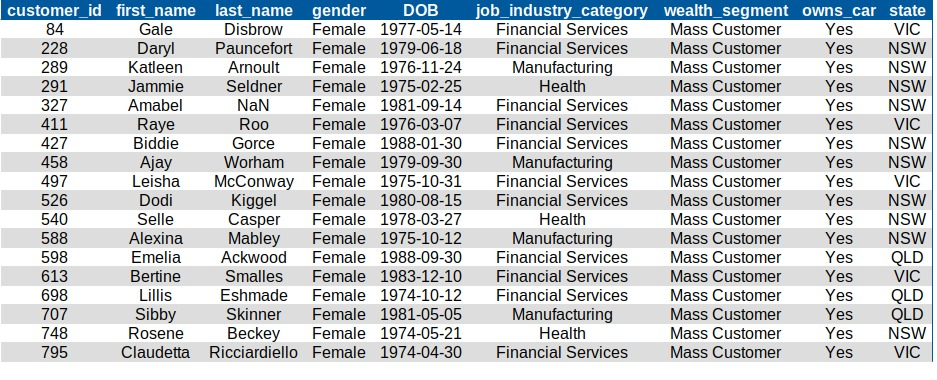 customer_id first_name last_name gender DOB job_industry_category wealth_segment owns_car state
84 Gale Disbrow Female 1977-05-14 Financial Services Mass Customer Yes VIC
228 Daryl Pauncefort Female 1979-06-18 Financial Services Mass Customer Yes NSW
289 Katleen Arnoult Female 1976-11-24 Manufacturing Mass Customer Yes NSW
291 Jammie Seldner Female 1975-02-25 Health Mass Customer Yes NSW
327 Amabel NaN Female 1981-09-14 Financial Services Mass Customer Yes NSW
411 Raye Roo Female 1976-03-07 Financial Services Mass Customer Yes VIC
427 Biddie Gorce Female 1988-01-30 Financial Services Mass Customer Yes NSW
458 Ajay Worham Female 1979-09-30 Manufacturing Mass Customer Yes NSW
497 Leisha McConway Female 1975-10-31 Financial Services Mass Customer Yes VIC
526 Dodi Kiggel Female 1980-08-15 Financial Services Mass Customer Yes NSW
540 Selle Casper Female 1978-03-27 Health Mass Customer Yes NSW
588 Alexina Mabley Female 1975-10-12 Manufacturing Mass Customer Yes NSW
598 Emelia Ackwood Female 1988-09-30 Financial Services Mass Customer Yes QLD
613 Bertine Smalles Female 1983-12-10 Financial Services Mass Customer Yes VIC
698 Lillis Eshmade Female 1974-10-12 Financial Services Mass Customer Yes QLD
707 Sibby Skinner Female 1981-05-05 Manufacturing Mass Customer Yes QLD
748 Rosene Beckey Female 1974-05-21 Health Mass Customer Yes NSW
795 Claudetta Ricciardiello Female 1974-04-30 Financial Services Mass Customer Yes VIC